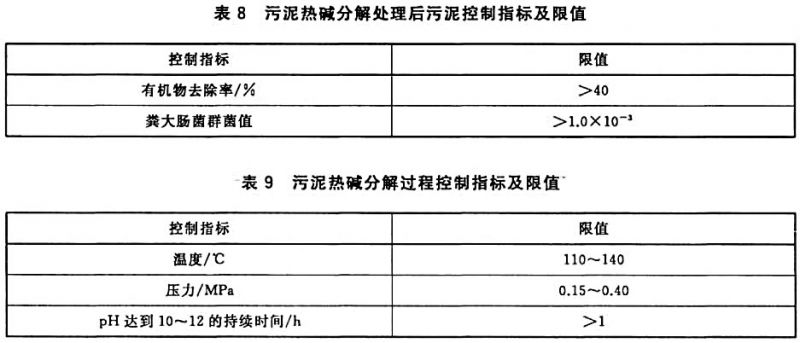 表 8 污泥热碱分解处理后污泥控制指标及限值
控制指标 限值
有机物去除率/% >40
粪大肠菌群菌值 >1.0×10⁻³
表 9 污泥热碱分解过程控制指标及限值
控制指标 限值
温度/℃ 110～140
压力/MPa 0.15～0.40
pH 达到 10～12 的持续时间/h >1